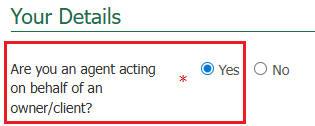 Your Details
Are you an agent acting
on behalf of an
owner/client?
* Yes No